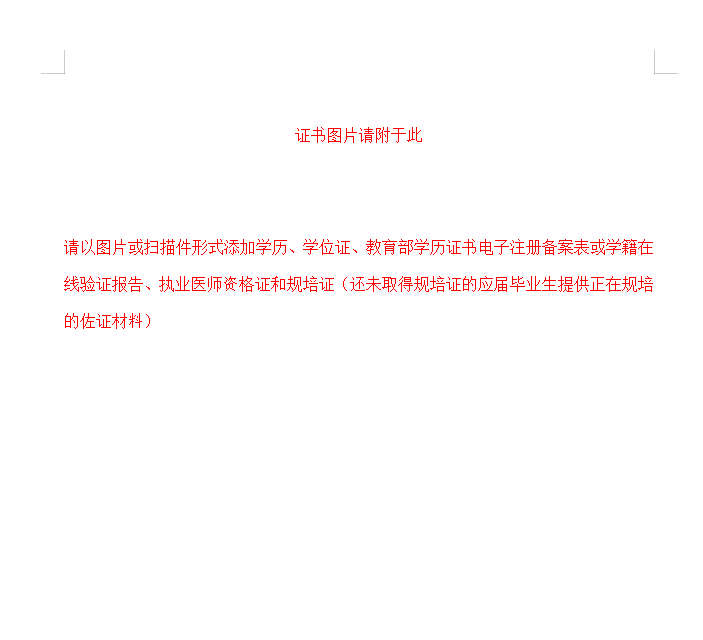 证书图片请附于此
请以图片或扫描件形式添加学历、学位证、教育部学历证书电子注册备案表或学籍在
线验证报告、执业医师资格证和规培证（还未取得规培证的应届毕业生提供正在规培
的佐证材料）